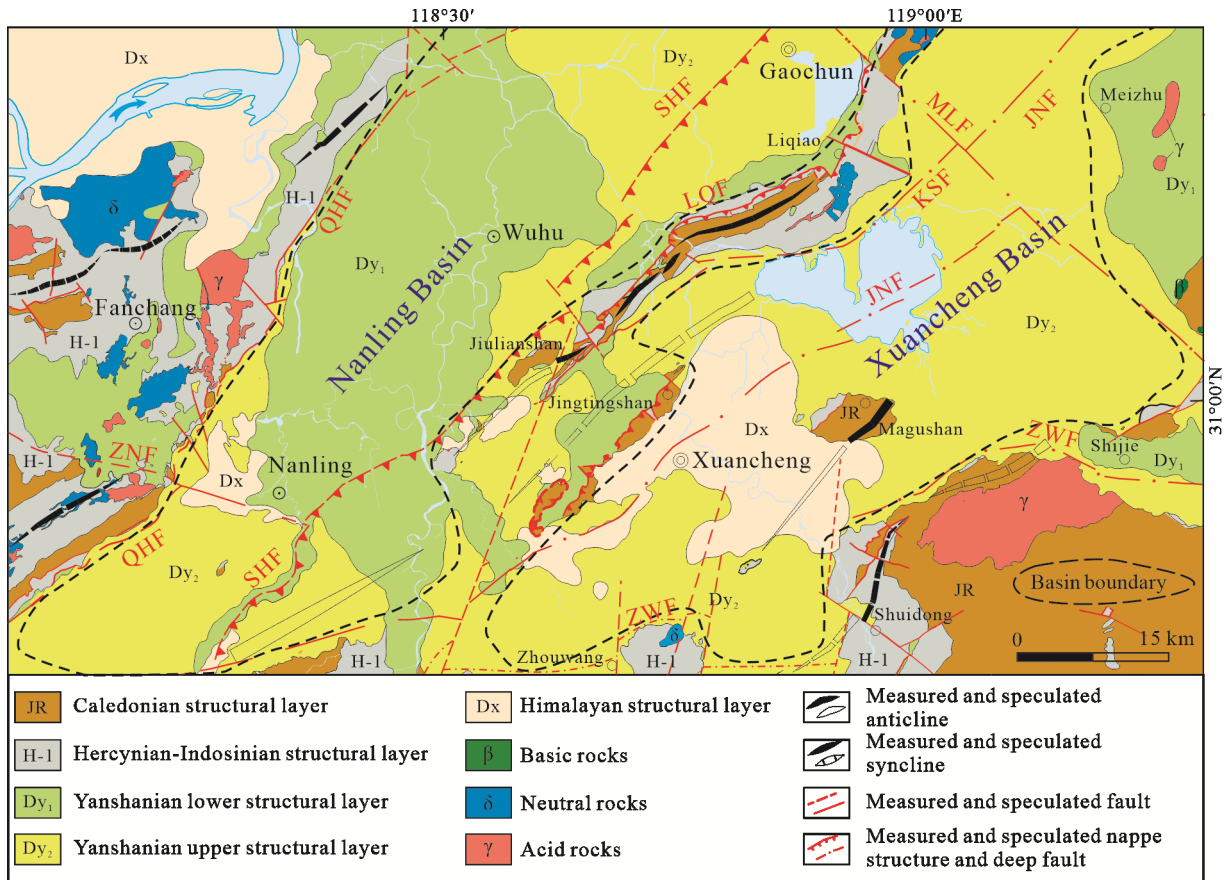 118°30′
119°00′E
Dx
Dy₂
Gaochun
SHF
MLF
JNF
Meizhu
γ
Dy₁
Liqiao
H-1
QHF
LQF
KSF
δ
Wuhu
Dy₁
Nanling Basin
Xuancheng Basin
JNF
β
γ
Fanchang
H-1
Dy₂
Jiulianshan
31°00′N
Jingtingshan
JR
Magushan
Dx
ZWF
Shijie
Dy₁
H-1
ZNF
Nanling
Dx
Xuancheng
γ
QHF
SHF
Dy₂
Dy₂
JR
Basin boundary
ZWF
δ
Shuidong
0
15 km
H-1
Zhouwang
H-1
H-1
JR
Caledonian structural layer
Dx
Himalayan structural layer
Measured and speculated
anticline
H-1
Hercynian-Indosinian structural layer
β
Basic rocks
Measured and speculated
syncline
Dy₁
Yanshanian lower structural layer
δ
Neutral rocks
Measured and speculated fault
Dy₂
Yanshanian upper structural layer
γ
Acid rocks
Measured and speculated nappe
structure and deep fault